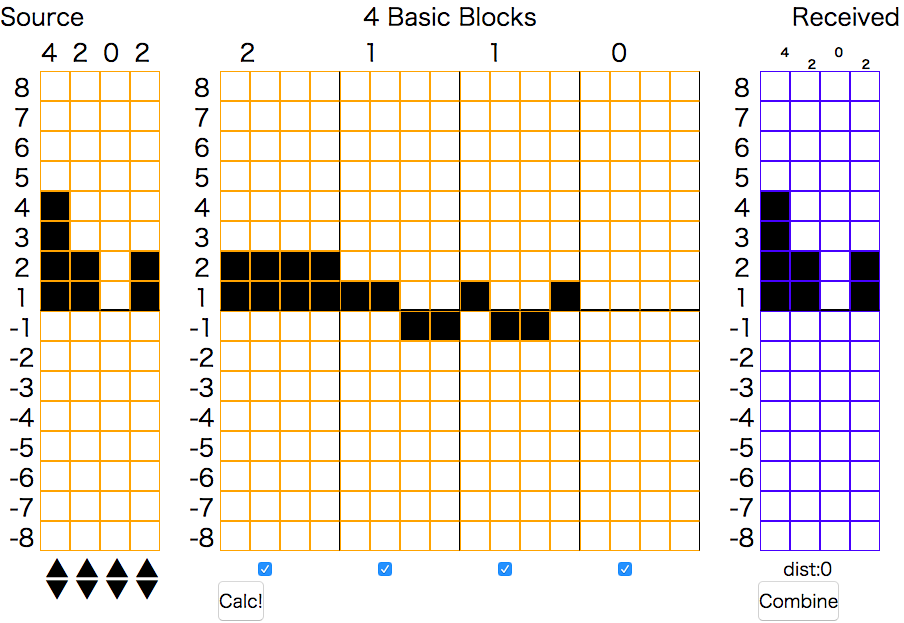 Source 4 Basic Blocks Received
4 2 0 2 2 1 1 0 4 2 0 2
8 8 8
7 7 7
6 6 6
5 5 5
4 4 4
3 3 3
2 2 2
1 1 1
-1 -1 -1
-2 -2 -2
-3 -3 -3
-4 -4 -4
-5 -5 -5
-6 -6 -6
-7 -7 -7
-8 -8 -8
dist:0
Calc! Combine